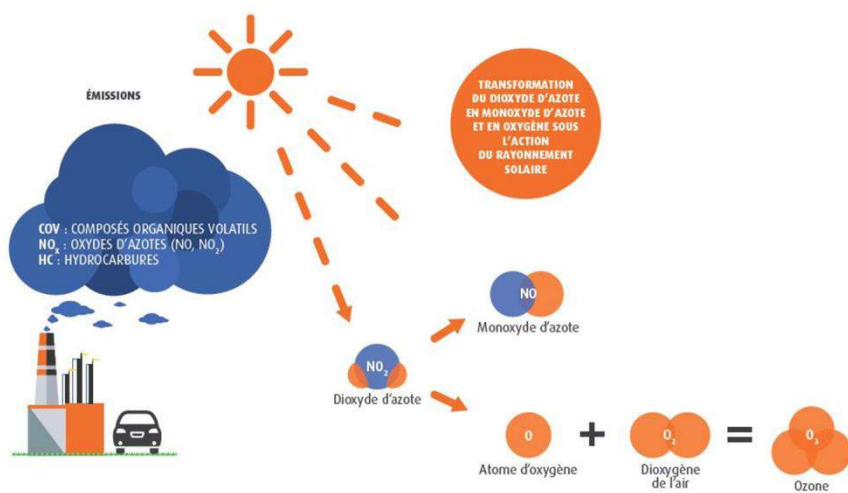 ÉMISSIONS
COV : COMPOSÉS ORGANIQUES VOLATILS
NOx : OXYDES D'AZOTES (NO, NO2)
HC : HYDROCARBURES
TRANSFORMATION
DU DIOXYDE D'AZOTE
EN MONOXYDE D'AZOTE
ET EN OXYGÈNE SOUS
L'ACTION
DU RAYONNEMENT
SOLAIRE
NO
Monoxyde d'azote
NO2
Dioxyde d'azote
O + O2 = O3
Atome d'oxygène
Dioxygène
de l'air
Ozone